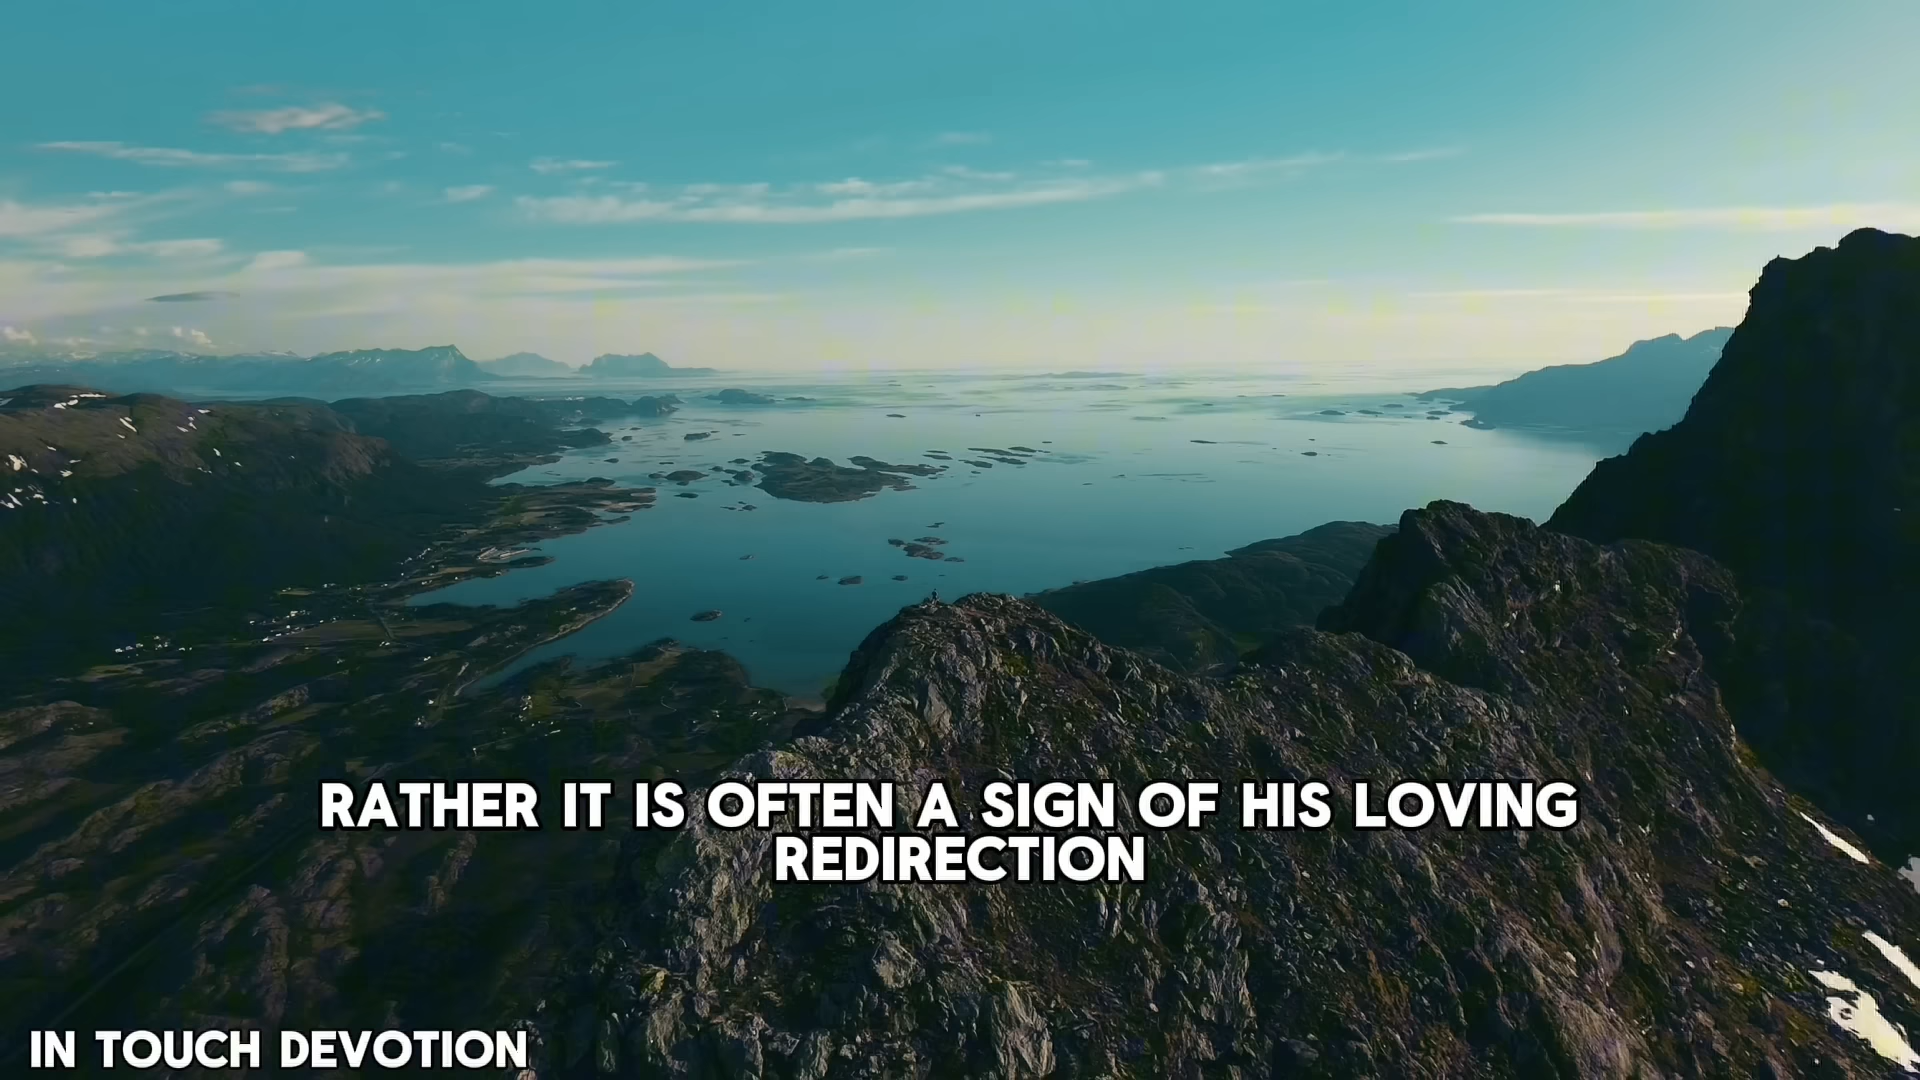 RATHER IT IS OFTEN A SIGN OF HIS LOVING
REDIRECTION
IN TOUCH DEVOTION